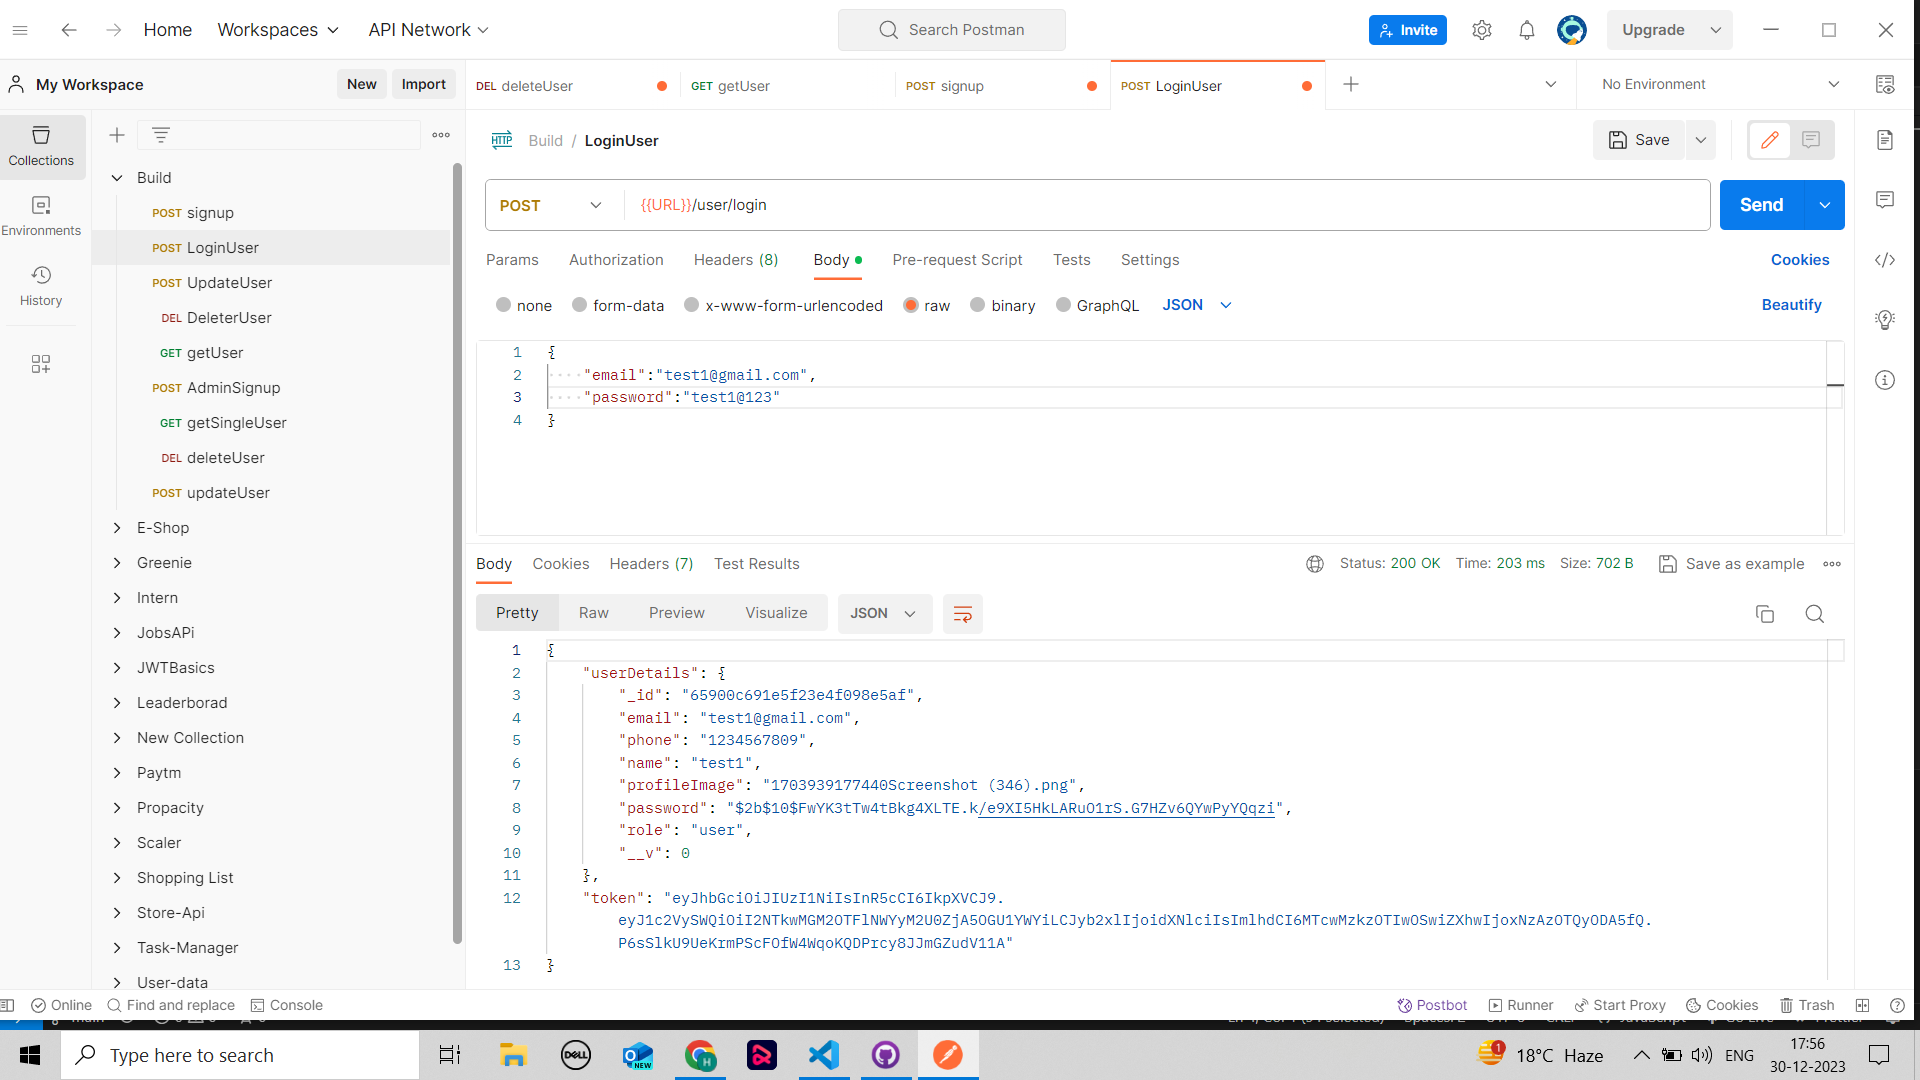 Home
Workspaces
API Network
Search Postman
Invite
Upgrade
My Workspace
New
Import
DEL deleteUser
GET getUser
POST signup
POST LoginUser
No Environment
Collections
Environments
History
Build
POST signup
POST LoginUser
POST UpdateUser
DEL DeleterUser
GET getUser
POST AdminSignup
GET getSingleUser
DEL deleteUser
POST updateUser
E-Shop
Greenie
Intern
JobsAPi
JWTBasics
Leaderborad
New Collection
Paytm
Propacity
Scaler
Shopping List
Store-Api
Task-Manager
User-data
HTTP Build / LoginUser
Save
POST
{{URL}}/user/login
Send
Params
Authorization
Headers (8)
Body
Pre-request Script
Tests
Settings
Cookies
none
form-data
x-www-form-urlencoded
raw
binary
GraphQL
JSON
Beautify
1 {
2 "email":"test1@gmail.com",
3 "password":"test1@123"
4 }
Body
Cookies
Headers (7)
Test Results
Status: 200 OK
Time: 203 ms
Size: 702 B
Save as example
Pretty
Raw
Preview
Visualize
JSON
1 {
2 "userDetails": {
3 "_id": "65900c691e5f23e4f098e5af",
4 "email": "test1@gmail.com",
5 "phone": "1234567809",
6 "name": "test1",
7 "profileImage": "1703939177440Screenshot (346).png",
8 "password": "$2b$10$FwYK3tTw4tBkg4XLTE.k/e9XI5HkLARuO1rS.G7HZv6QYwPyYQqzi",
9 "role": "user",
10 "__v": 0
11 },
12 "token": "eyJhbGciOiJIUzI1NiIsInR5cCI6IkpXVCJ9.
eyJ1c2VySWQiOiI2NTkwMGM2OTFlNWYyM2U0ZjA5OGU1YWYiLCJyb2xlIjoidXNlciIsImlhdCI6MTcwMzkzOTIwOSwiZXhwIjoxNzAzOTQyODA5fQ.
P6sSlkU9UeKrmPScFOfW4WqoKQDPrcy8JJmGZudV11A"
13 }
Online
Find and replace
Console
Postbot
Runner
Start Proxy
Cookies
Trash
Type here to search
DELL
NEW
H
1
18°C Haze
ENG
17:56
30-12-2023